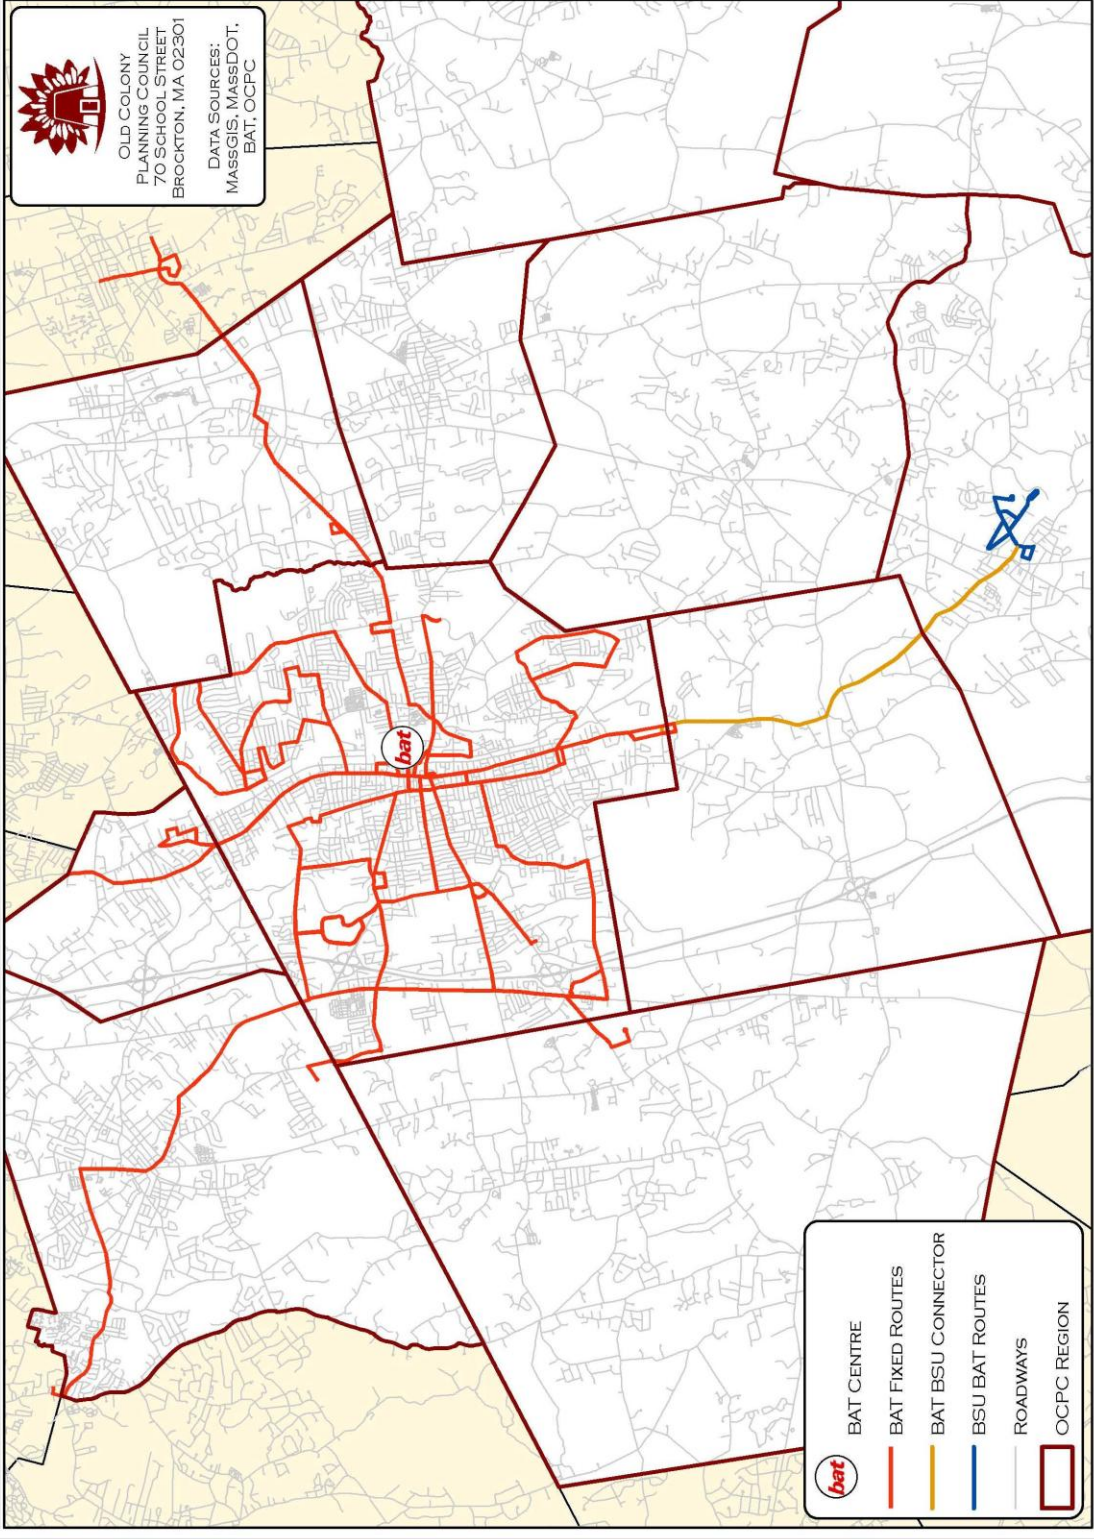 OLD COLONY
PLANNING COUNCIL
70 SCHOOL STREET
BROCKTON, MA 02301
DATA SOURCES:
MASSGIS, MASSDOT,
BAT, OCPC
bat
bat
BAT CENTRE
BAT FIXED ROUTES
BAT BSU CONNECTOR
BSU BAT ROUTES
ROADWAYS
OCPC REGION